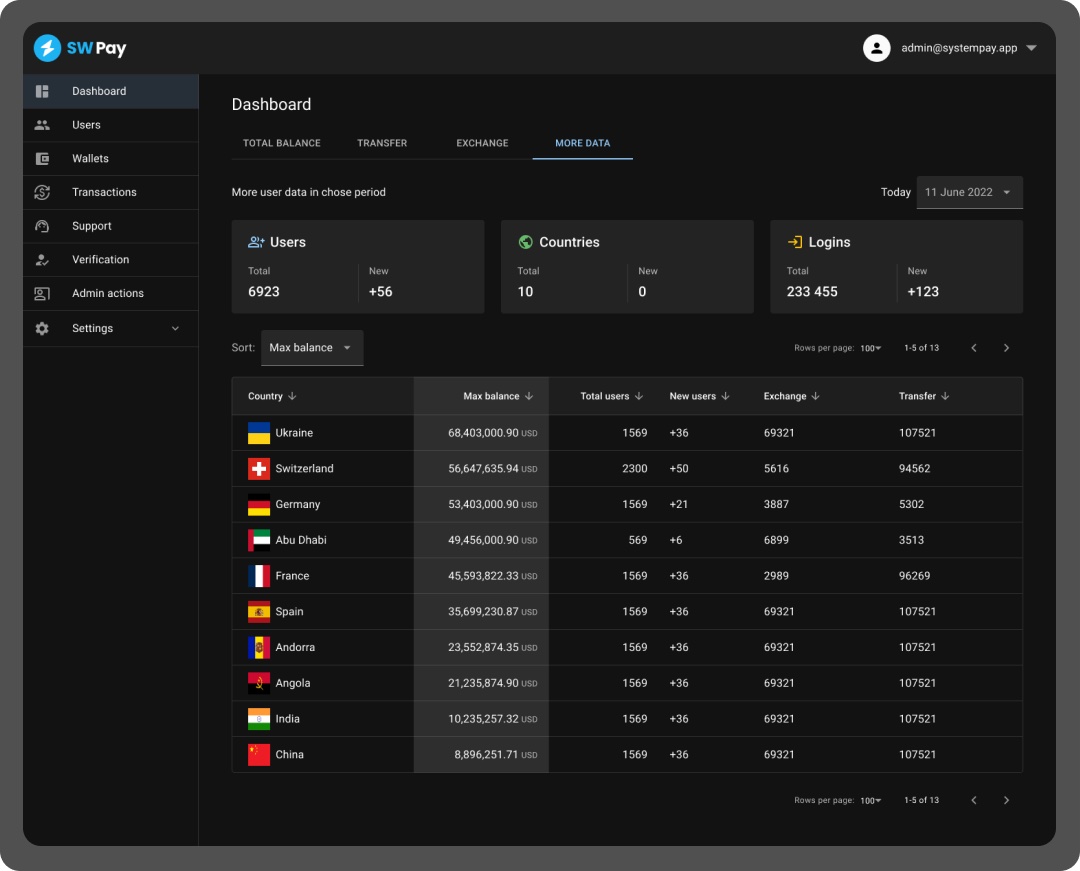 SW Pay
admin@systempay.app
Dashboard
Users
Wallets
Transactions
Support
Verification
Admin actions
Settings
Dashboard
TOTAL BALANCE TRANSFER EXCHANGE MORE DATA
More user data in chose period
Today 11 June 2022
Users
Total New
6923 +56
Countries
Total New
10 0
Logins
Total New
233 455 +123
Sort: Max balance
Rows per page: 100 1-5 of 13
Country Max balance Total users New users Exchange Transfer
Ukraine 68,403,000.90 USD 1569 +36 69321 107521
Switzerland 56,647,635.94 USD 2300 +50 5616 94562
Germany 53,403,000.90 USD 1569 +21 3887 5302
Abu Dhabi 49,456,000.90 USD 569 +6 6899 3513
France 45,593,822.33 USD 1569 +36 2989 96269
Spain 35,699,230.87 USD 1569 +36 69321 107521
Andorra 23,552,874.35 USD 1569 +36 69321 107521
Angola 21,235,874.90 USD 1569 +36 69321 107521
India 10,235,257.32 USD 1569 +36 69321 107521
China 8,896,251.71 USD 1569 +36 69321 107521
Rows per page: 100 1-5 of 13